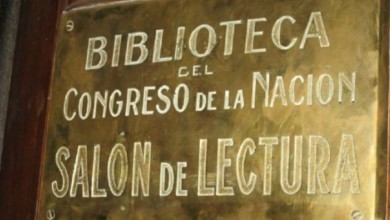 BIBLIOTECA
DEL
CONGRESO DE LA NACION
SALÓN DE LECTURA